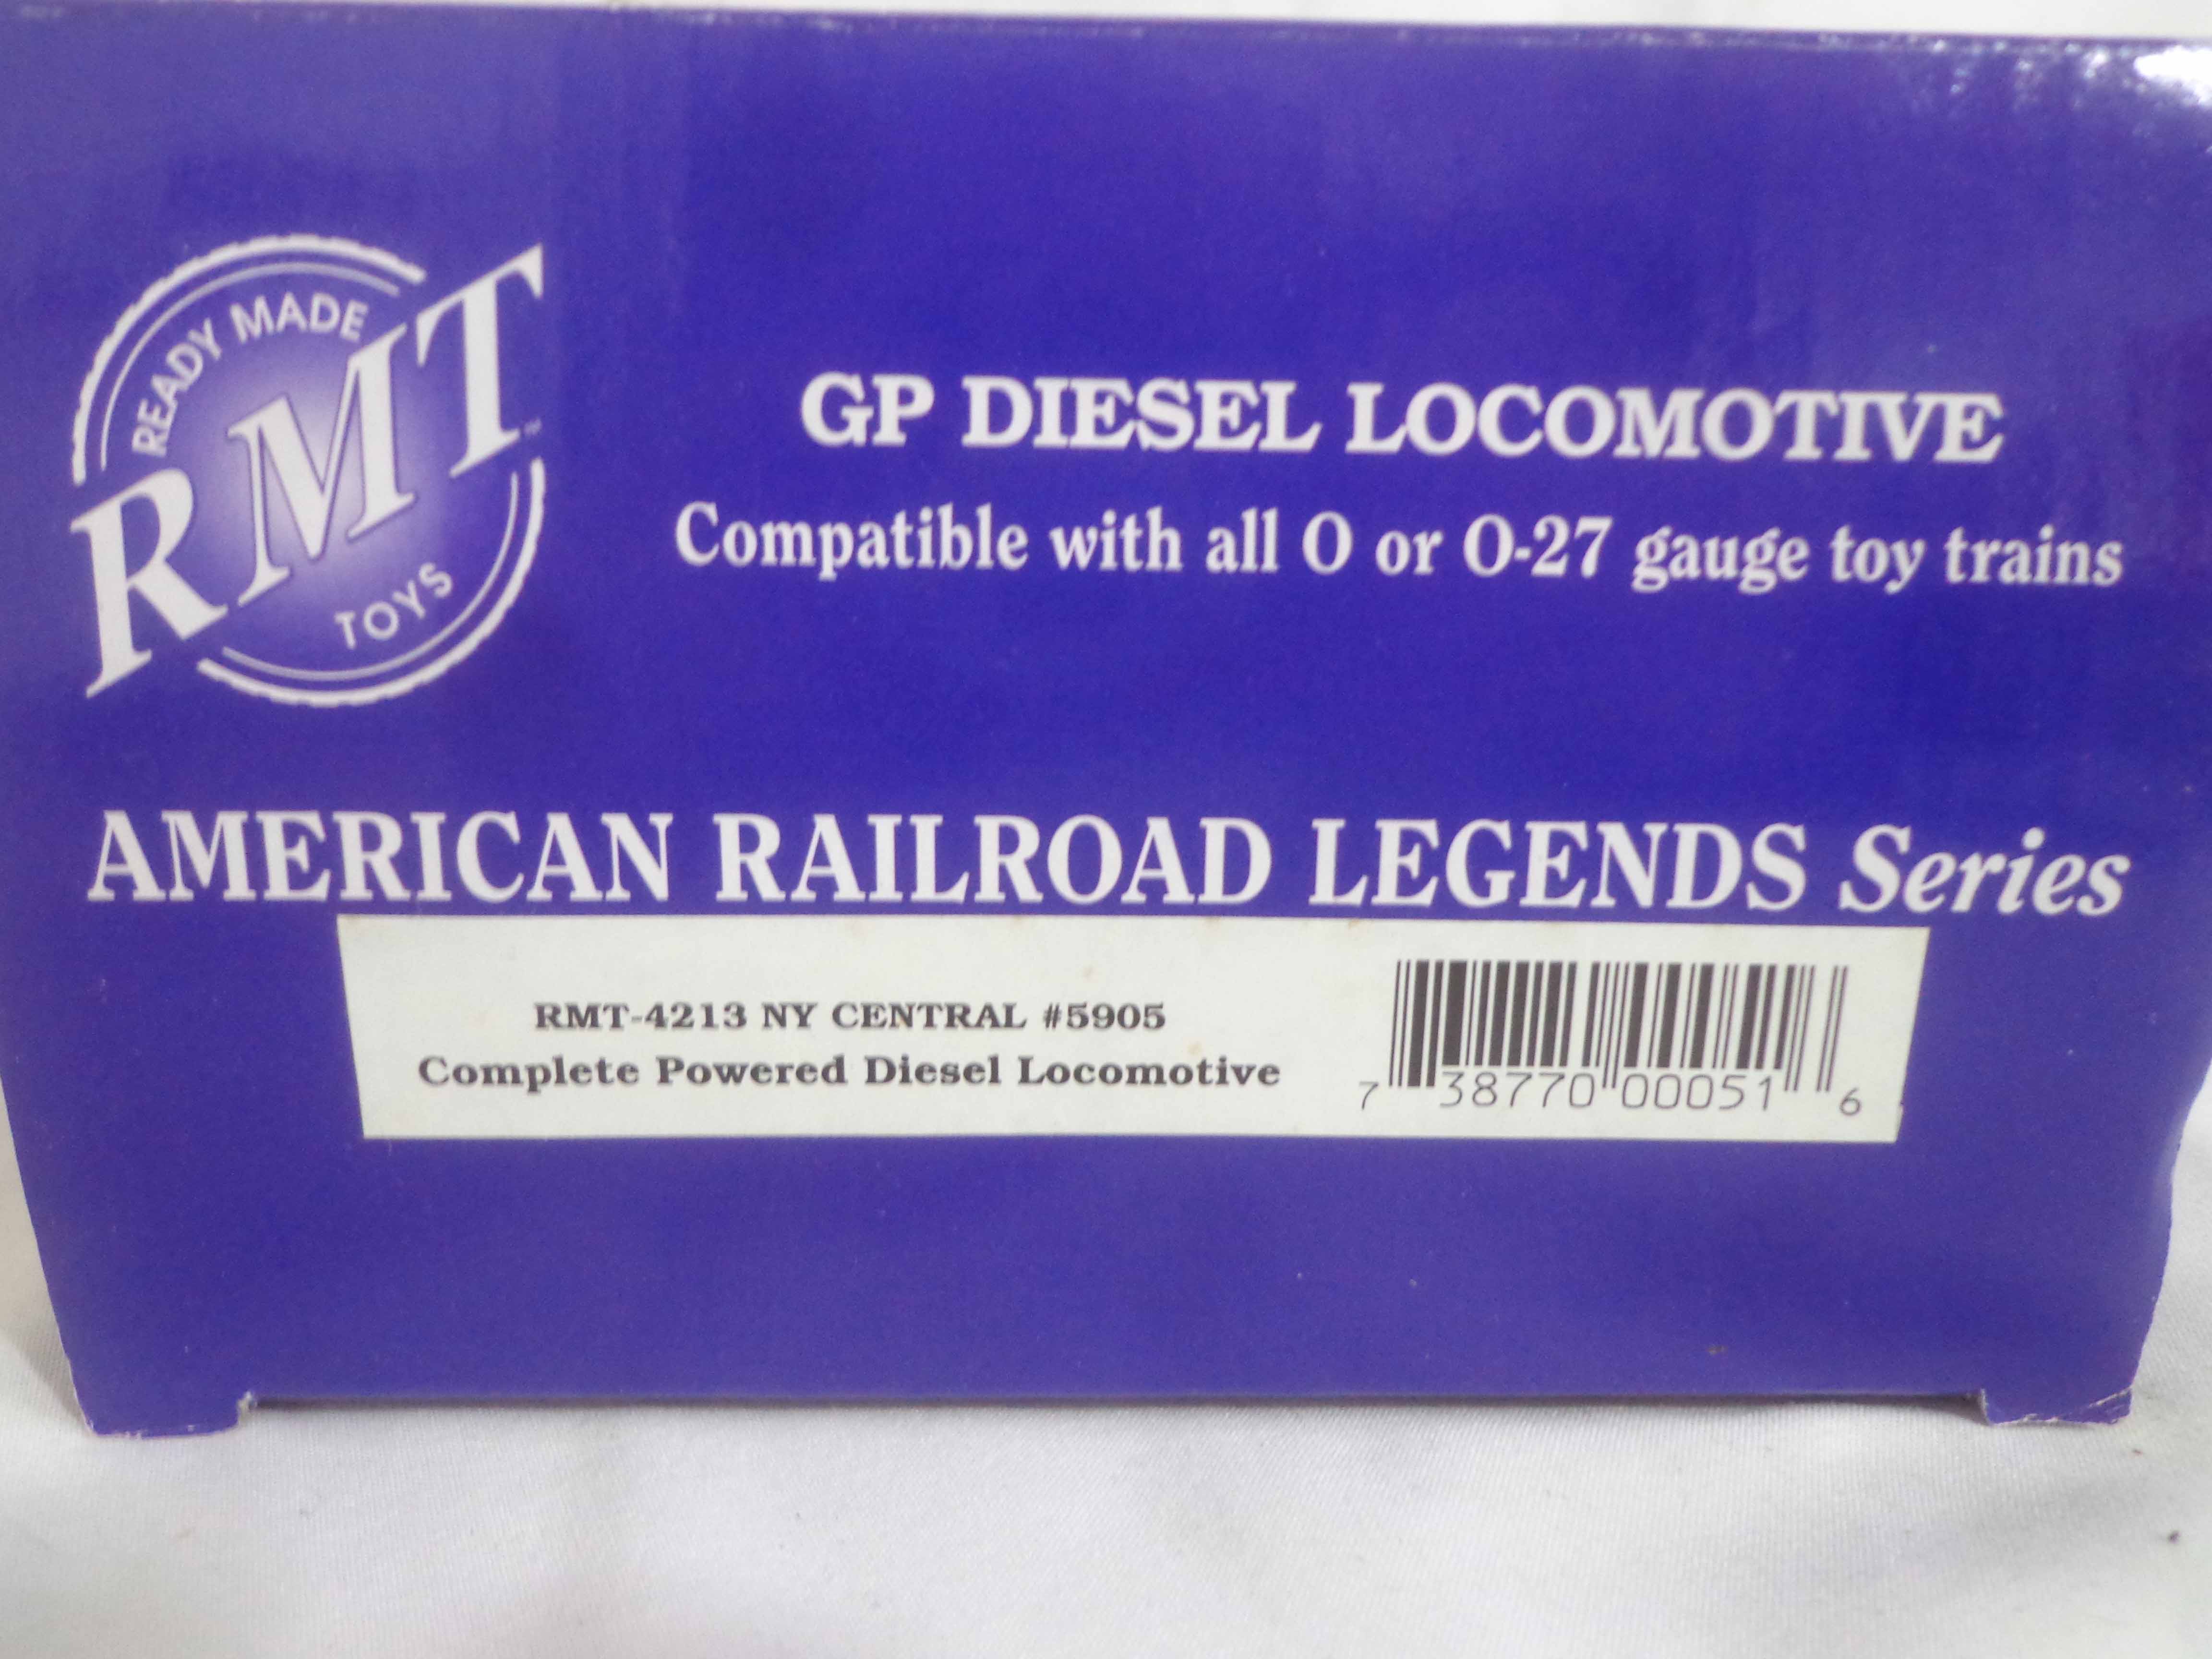 READY MADE
RMT™
TOYS
GP DIESEL LOCOMOTIVE
Compatible with all O or O-27 gauge toy trains
AMERICAN RAILROAD LEGENDS Series
RMT-4213 NY CENTRAL #5905
Complete Powered Diesel Locomotive
7 38770 00051 6